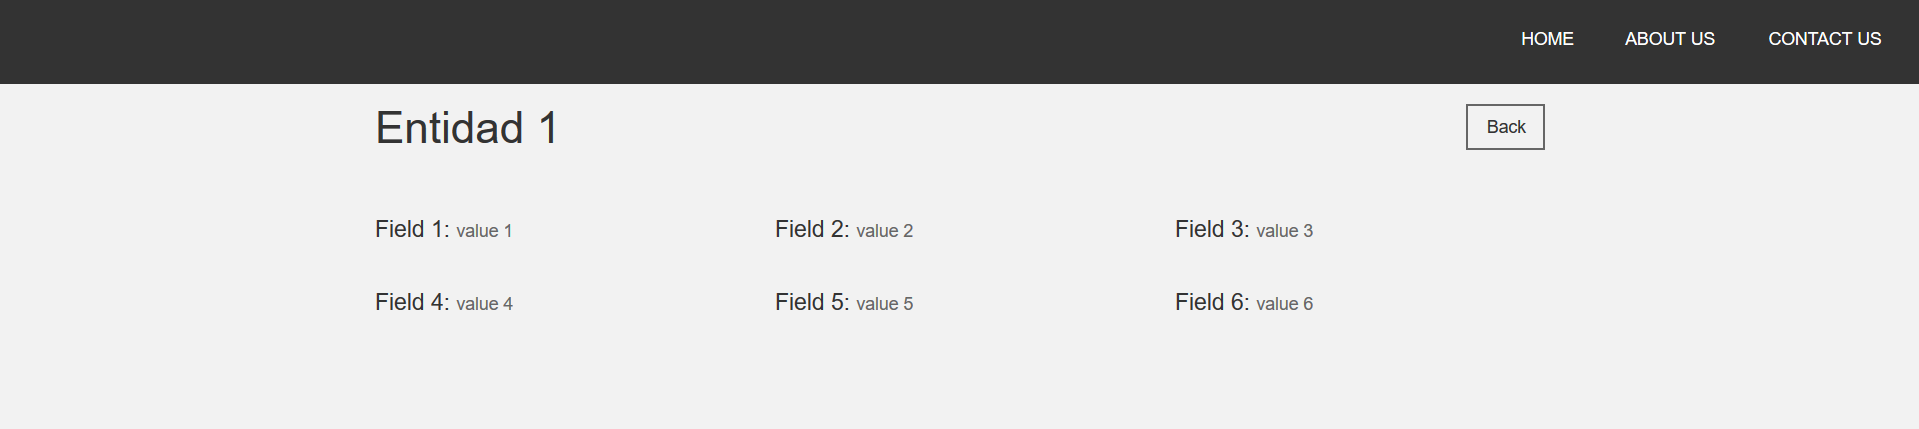 HOME ABOUT US CONTACT US
Entidad 1 Back
Field 1: value 1 Field 2: value 2 Field 3: value 3
Field 4: value 4 Field 5: value 5 Field 6: value 6